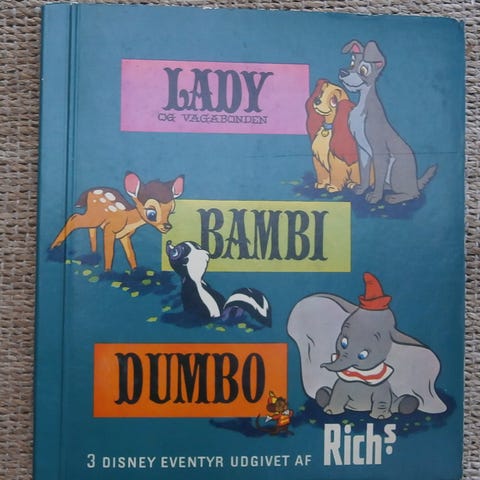 LADY
OG VAGABONDEN
BAMBI
DUMBO
3 DISNEY EVENTYR UDGIVET AF Richs.